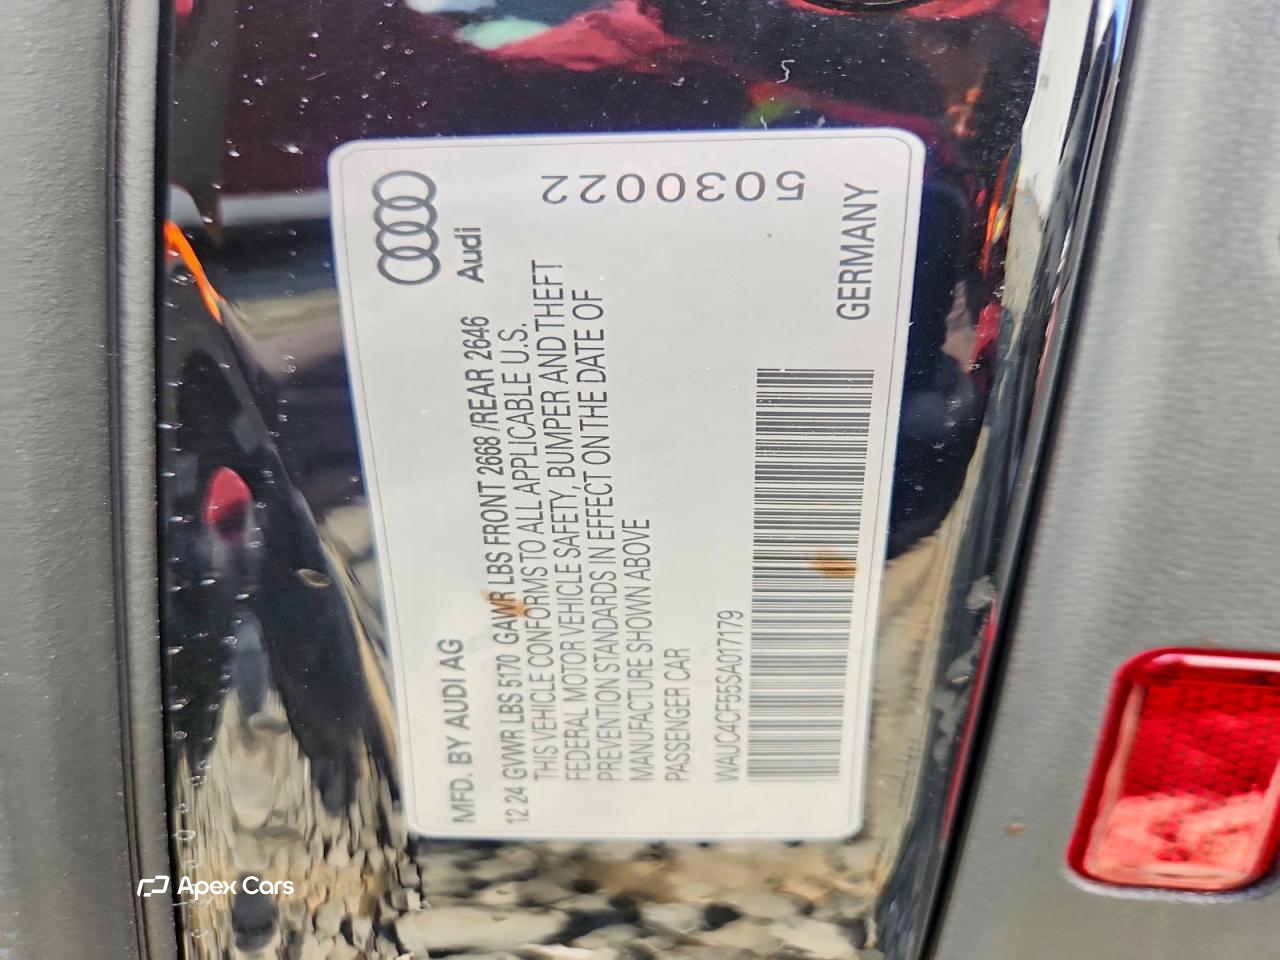 Audi
MFD. BY AUDI AG
12 24 GVWR LBS 5170 GAWR LBS FRONT 2668 /REAR 2646
THIS VEHICLE CONFORMS TO ALL APPLICABLE U.S.
FEDERAL MOTOR VEHICLE SAFETY, BUMPER AND THEFT
PREVENTION STANDARDS IN EFFECT ON THE DATE OF
MANUFACTURE SHOWN ABOVE
PASSENGER CAR
WAUC4CF55SA017179
GERMANY
5030022
Apex Cars